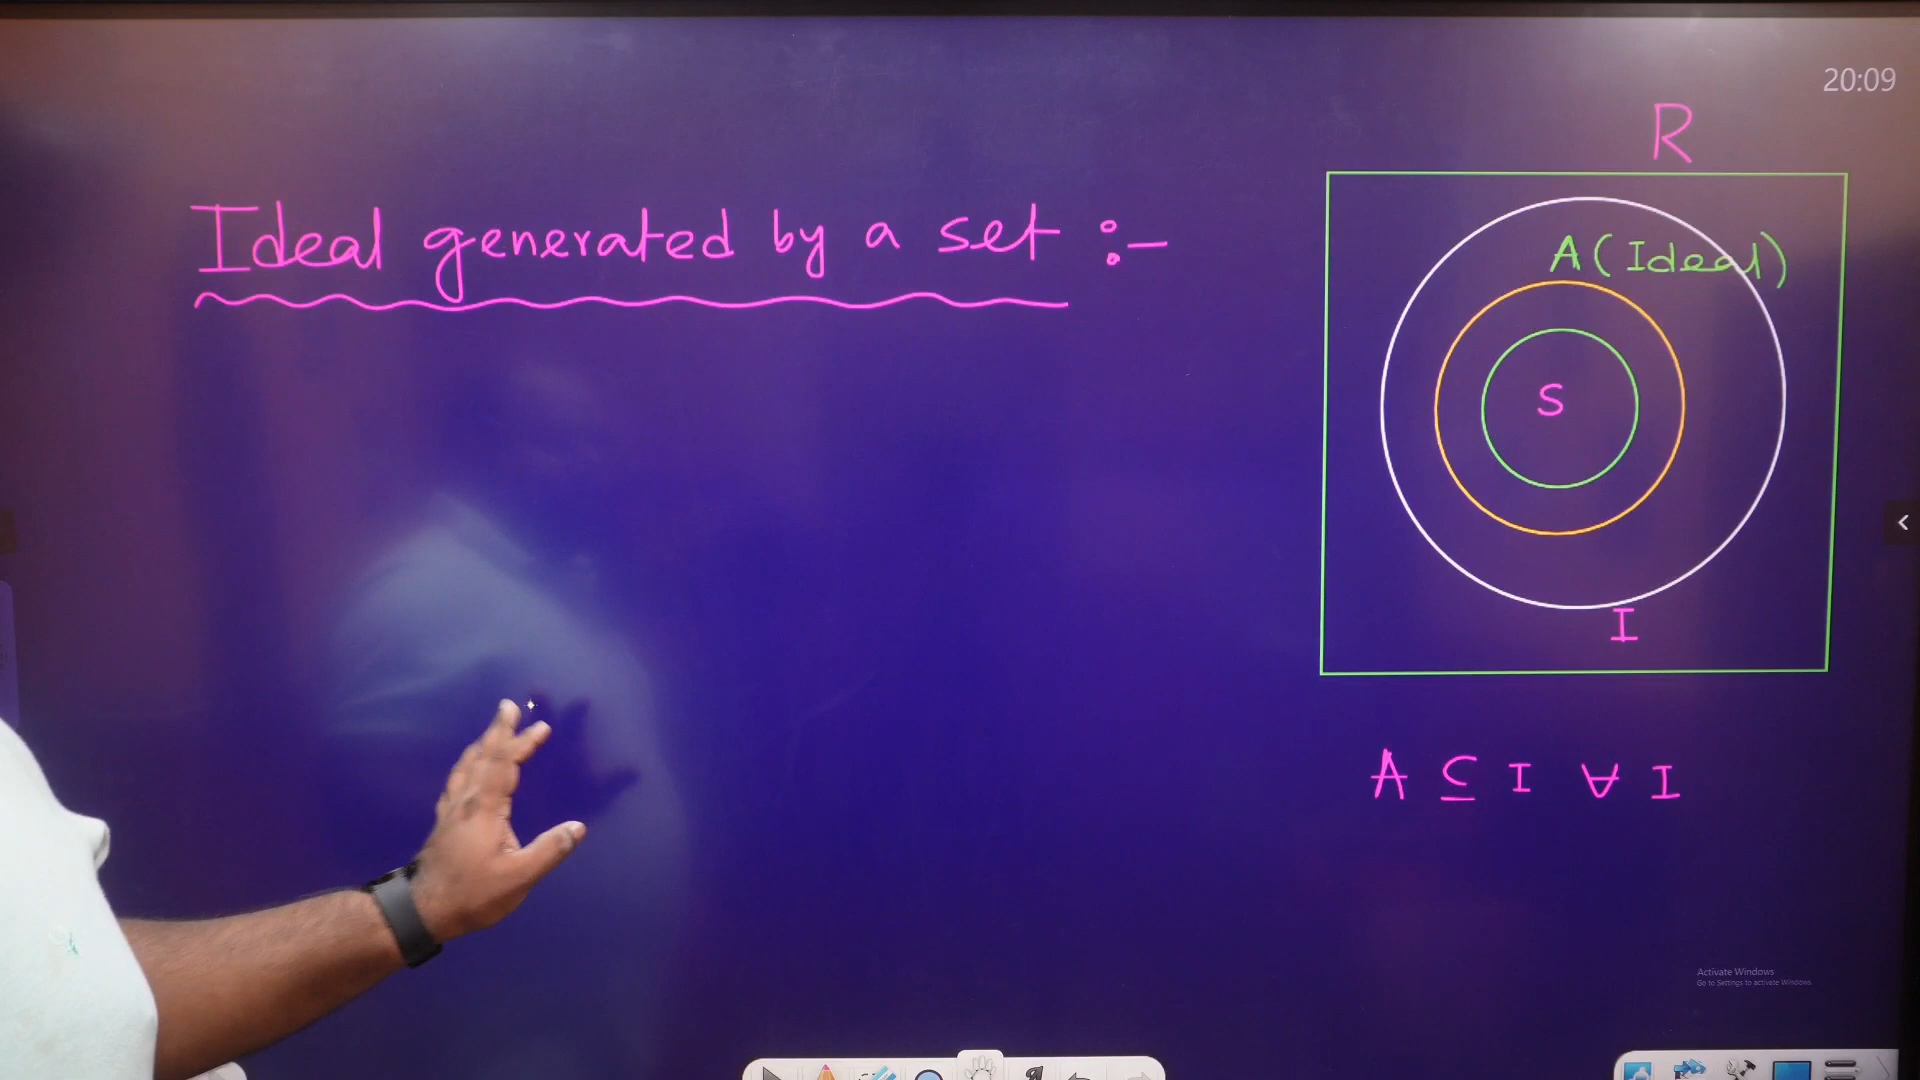 20:09
R
Ideal generated by a set :-
A (Ideal)
S
I
A ⊆ I ∀ I
Activate Windows
Go to Settings to activate Windows.